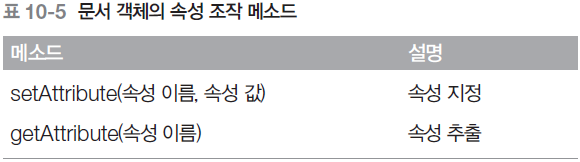 표 10-5 문서 객체의 속성 조작 메소드
메소드 설명
setAttribute(속성 이름, 속성 값) 속성 지정
getAttribute(속성 이름) 속성 추출